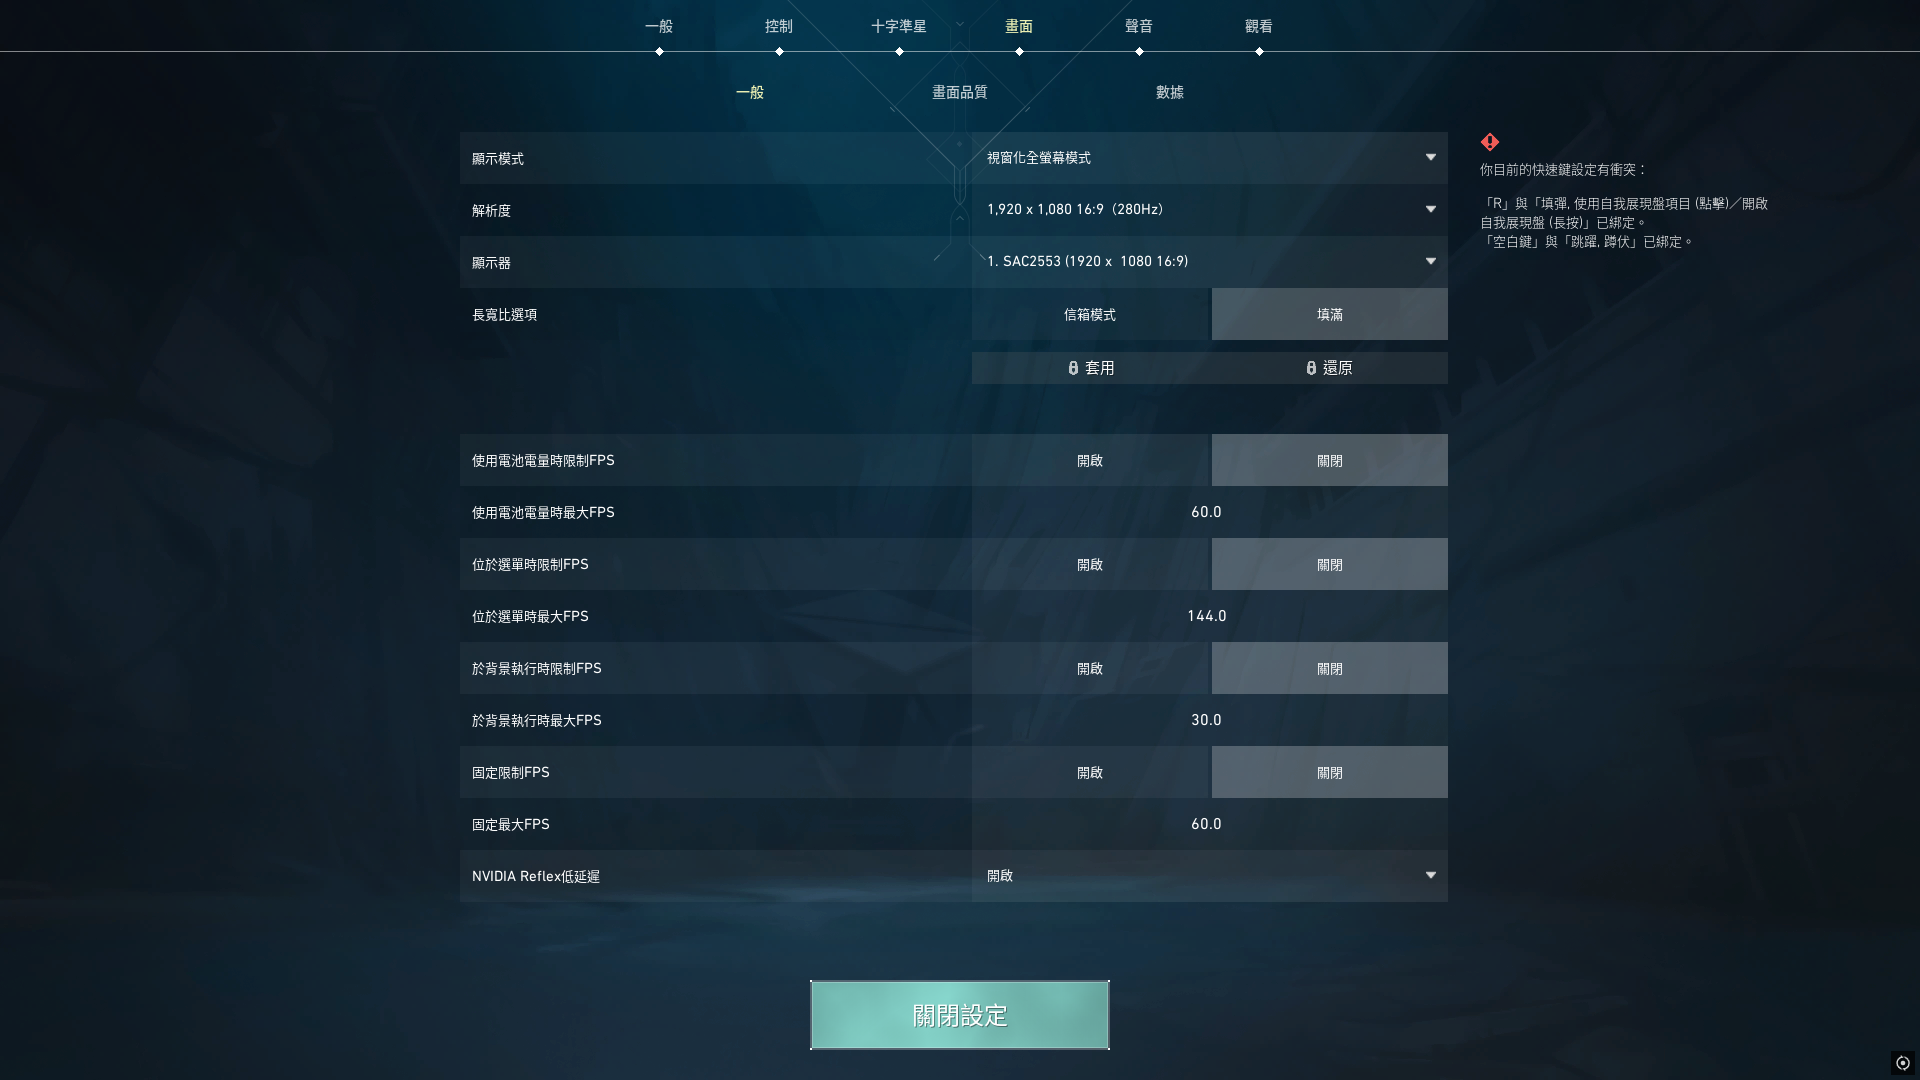 一般 控制 十字準星 畫面 聲音 觀看
一般 畫面品質 數據
顯示模式 視窗化全螢幕模式
解析度 1,920 x 1,080 16:9 (280Hz)
顯示器 1. SAC2553 (1920 x 1080 16:9)
長寬比選項 信箱模式 填滿
套用 還原
使用電池電量時限制FPS 開啟 關閉
使用電池電量時最大FPS 60.0
位於選單時限制FPS 開啟 關閉
位於選單時最大FPS 144.0
於背景執行時限制FPS 開啟 關閉
於背景執行時最大FPS 30.0
固定限制FPS 開啟 關閉
固定最大FPS 60.0
NVIDIA Reflex低延遲 開啟
你目前的快速鍵設定有衝突：
「R」與「填彈, 使用自我展現盤項目 (點擊)／開啟
自我展現盤 (長按)」已綁定。
「空白鍵」與「跳躍, 蹲伏」已綁定。
關閉設定